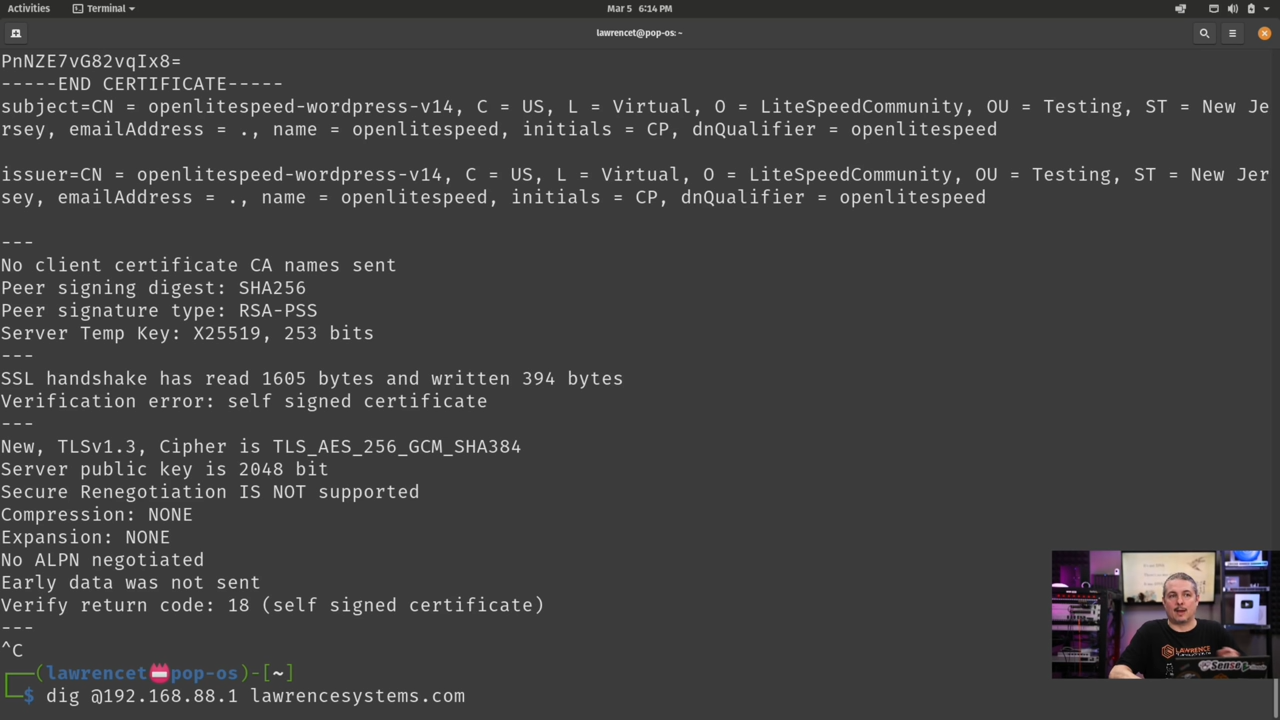 Activities
Terminal
Mar 5 6:14 PM
lawrencet@pop-os: ~
PnNZE7vG82vqIx8=
-----END CERTIFICATE-----
subject=CN = openlitespeed-wordpress-v14, C = US, L = Virtual, O = LiteSpeedCommunity, OU = Testing, ST = New Je
rsey, emailAddress = ., name = openlitespeed, initials = CP, dnQualifier = openlitespeed
issuer=CN = openlitespeed-wordpress-v14, C = US, L = Virtual, O = LiteSpeedCommunity, OU = Testing, ST = New Jer
sey, emailAddress = ., name = openlitespeed, initials = CP, dnQualifier = openlitespeed
---
No client certificate CA names sent
Peer signing digest: SHA256
Peer signature type: RSA-PSS
Server Temp Key: X25519, 253 bits
---
SSL handshake has read 1605 bytes and written 394 bytes
Verification error: self signed certificate
---
New, TLSv1.3, Cipher is TLS_AES_256_GCM_SHA384
Server public key is 2048 bit
Secure Renegotiation IS NOT supported
Compression: NONE
Expansion: NONE
No ALPN negotiated
Early data was not sent
Verify return code: 18 (self signed certificate)
---
^C
(lawrencet📛pop-os)-[~]
$ dig @192.168.88.1 lawrencesystems.com
LAWRENCE